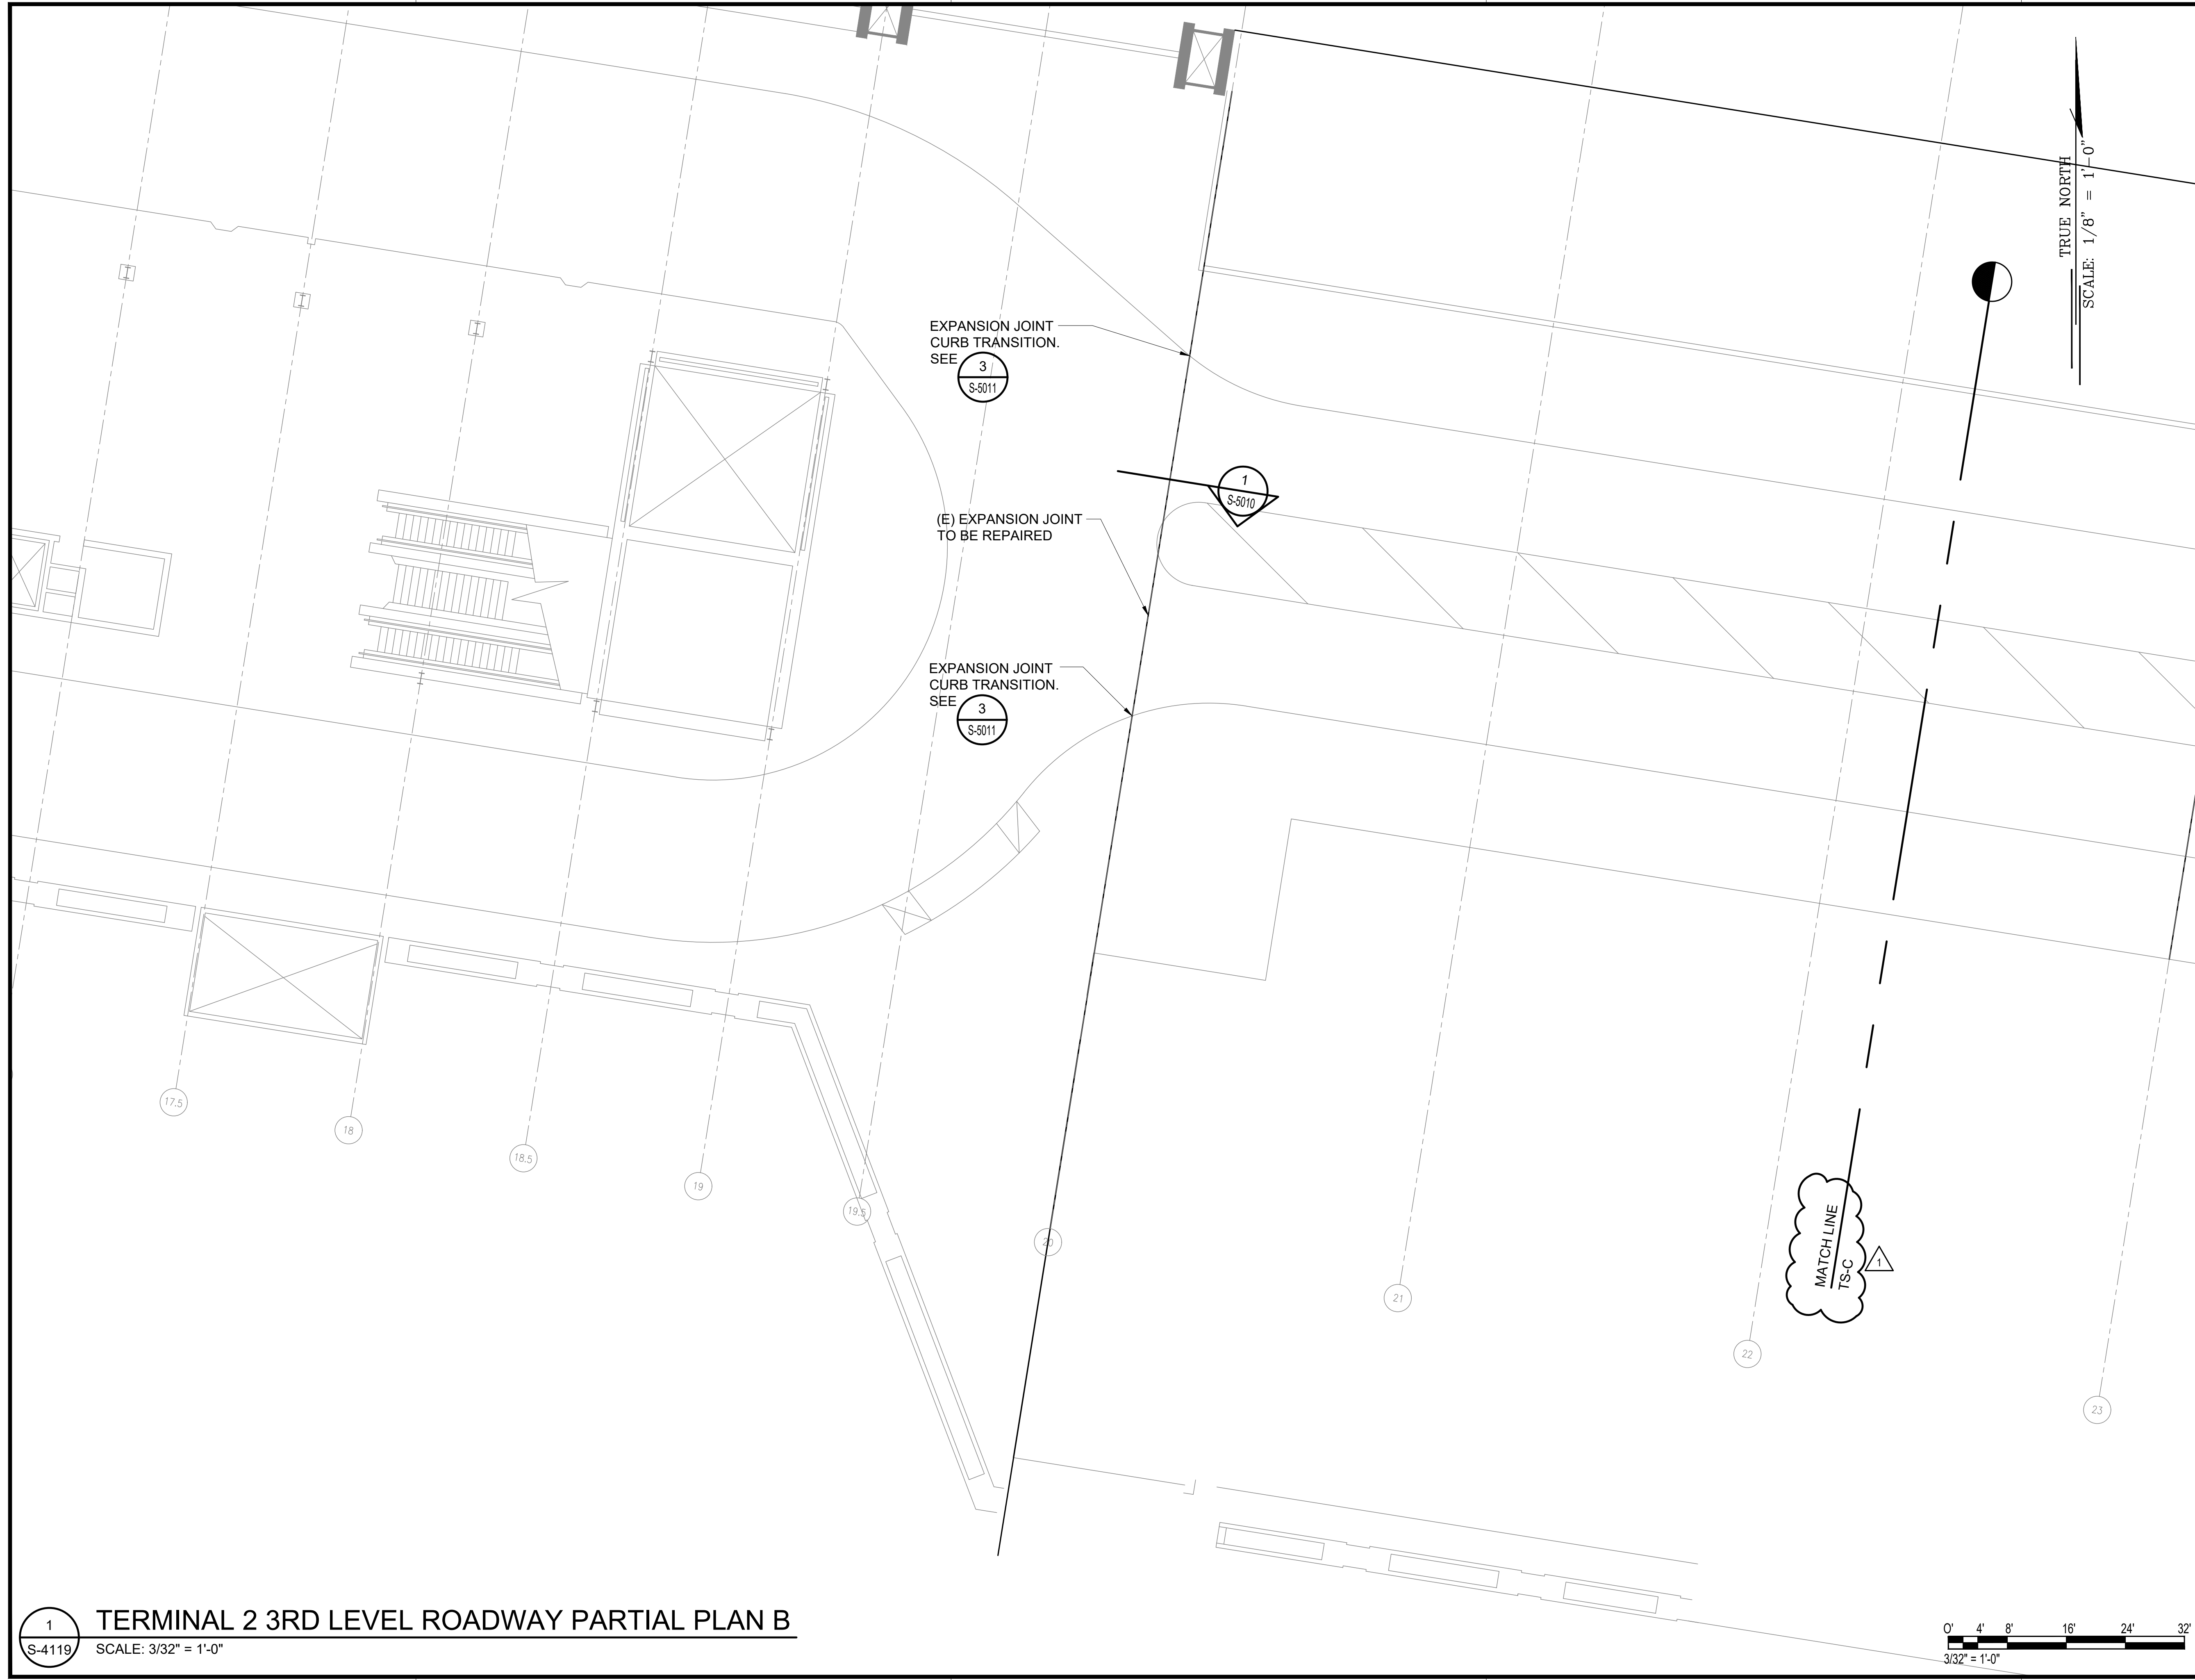 TRUE NORTH
SCALE: 1/8" = 1'-0"
EXPANSION JOINT
CURB TRANSITION.
SEE
3
S-5011
1
S-5010
(E) EXPANSION JOINT
TO BE REPAIRED
EXPANSION JOINT
CURB TRANSITION.
SEE
3
S-5011
17.5
18
18.5
19
19.5
20
21
22
23
MATCH LINE
TS-C
1
1
S-4119
TERMINAL 2 3RD LEVEL ROADWAY PARTIAL PLAN B
SCALE: 3/32" = 1'-0"
O' 4' 8' 16' 24' 32'
3/32" = 1'-0"